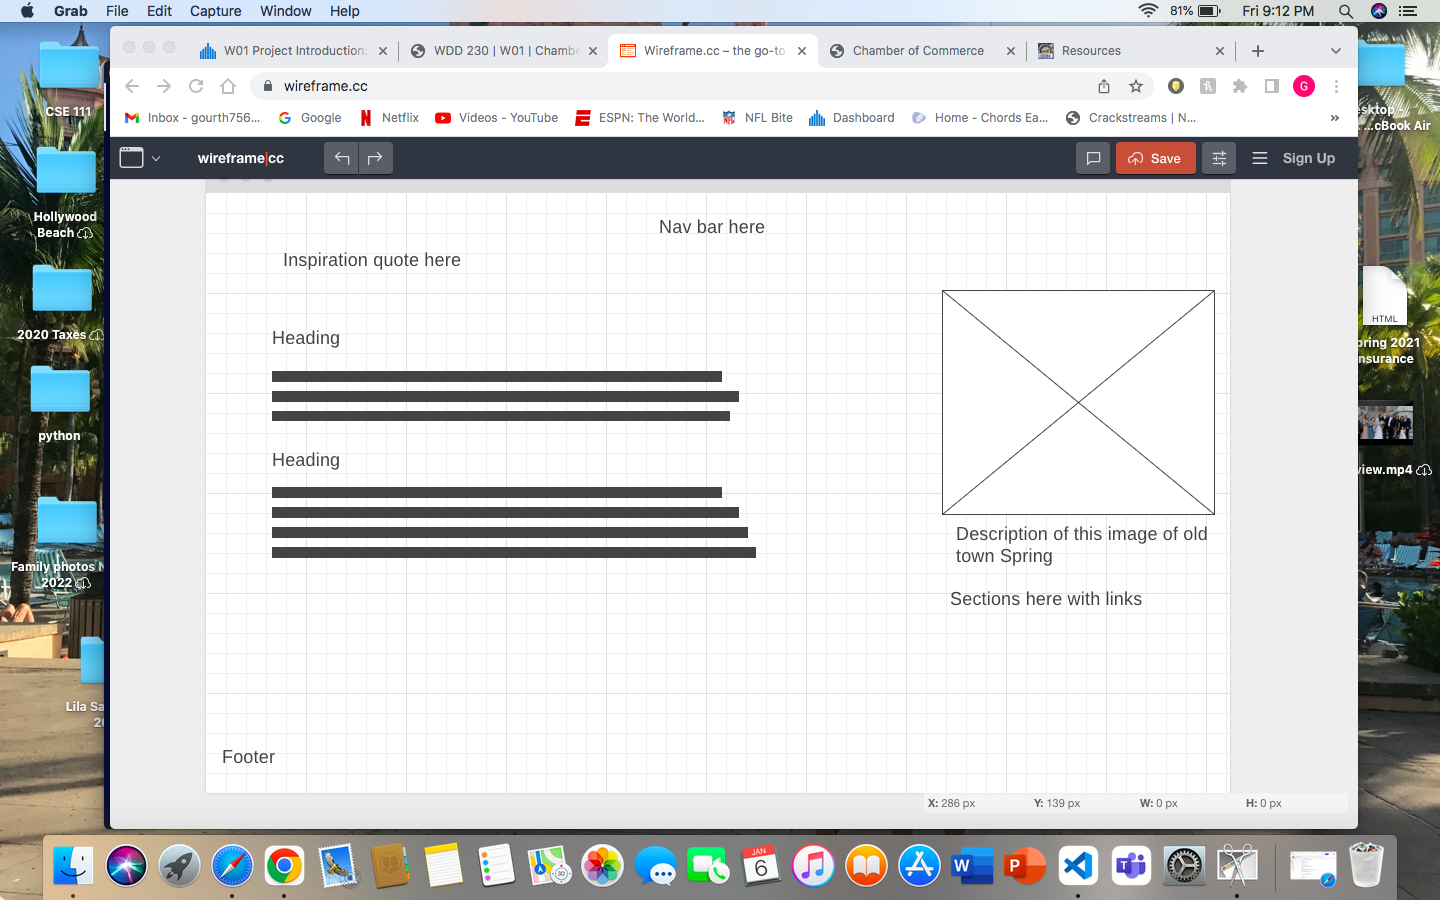 Grab File Edit Capture Window Help 81% Fri 9:12 PM
W01 Project Introduction: WDD 230 | W01 | Chambe Wireframe.cc – the go-to Chamber of Commerce Resources
wireframe.cc G
Inbox - gourth756... Google Netflix Videos - YouTube ESPN: The World... NFL Bite Dashboard Home - Chords Ea... Crackstreams | N... »
wireframe|cc Save Sign Up
Nav bar here
Inspiration quote here
Heading
Heading
Description of this image of old
town Spring
Sections here with links
Footer
X: 286 px Y: 139 px W: 0 px H: 0 px
CSE 111
Hollywood
Beach
2020 Taxes
python
Family photos N
2022
Lila Sa
20
esktop -
...cBook Air
HTML
pring 2021
nsurance
view.mp4
JAN
6
3D
W
P
T